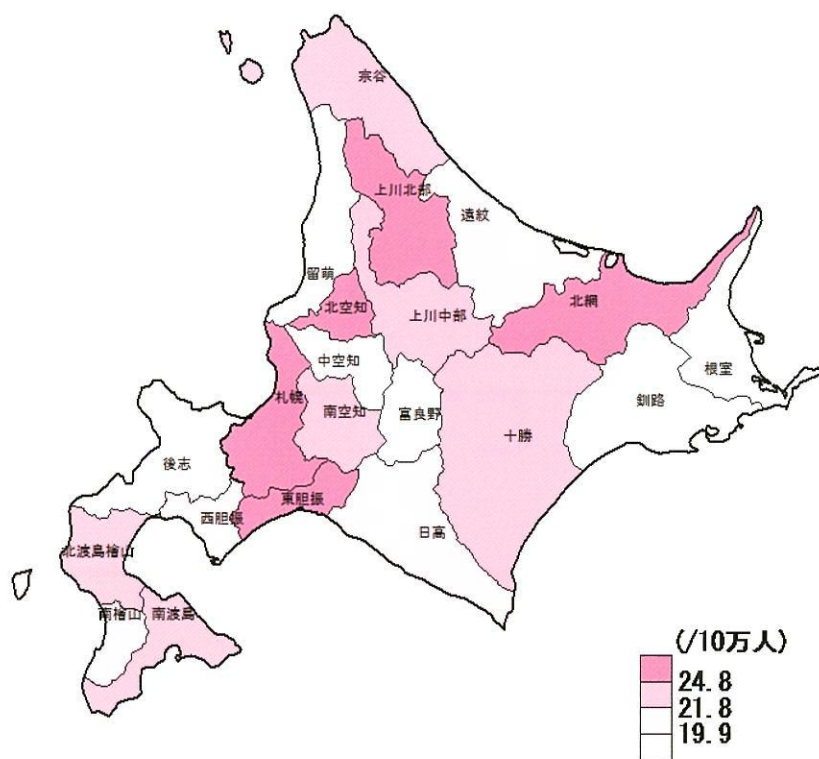 宗谷
上川北部
遠紋
留萌
北空知
上川中部
北網
中空知
根室
札幌
南空知
富良野
釧路
十勝
後志
東胆振
西胆振
日高
北渡島檜山
南檜山
南渡島
(/10万人)
24.8
21.8
19.9